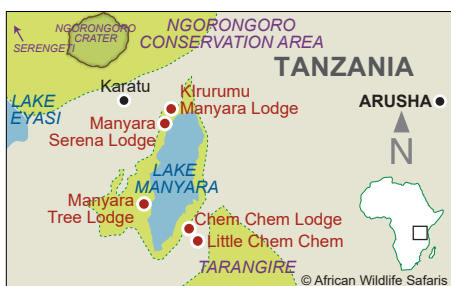 NGORONGORO
CONSERVATION AREA
NGORONGORO
CRATER
SERENGETI
TANZANIA
Karatu
KIrurumu
Manyara Lodge
ARUSHA
LAKE
EYASI
Manyara
Serena Lodge
N
LAKE
MANYARA
Manyara
Tree Lodge
Chem Chem Lodge
Little Chem Chem
TARANGIRE
© African Wildlife Safaris